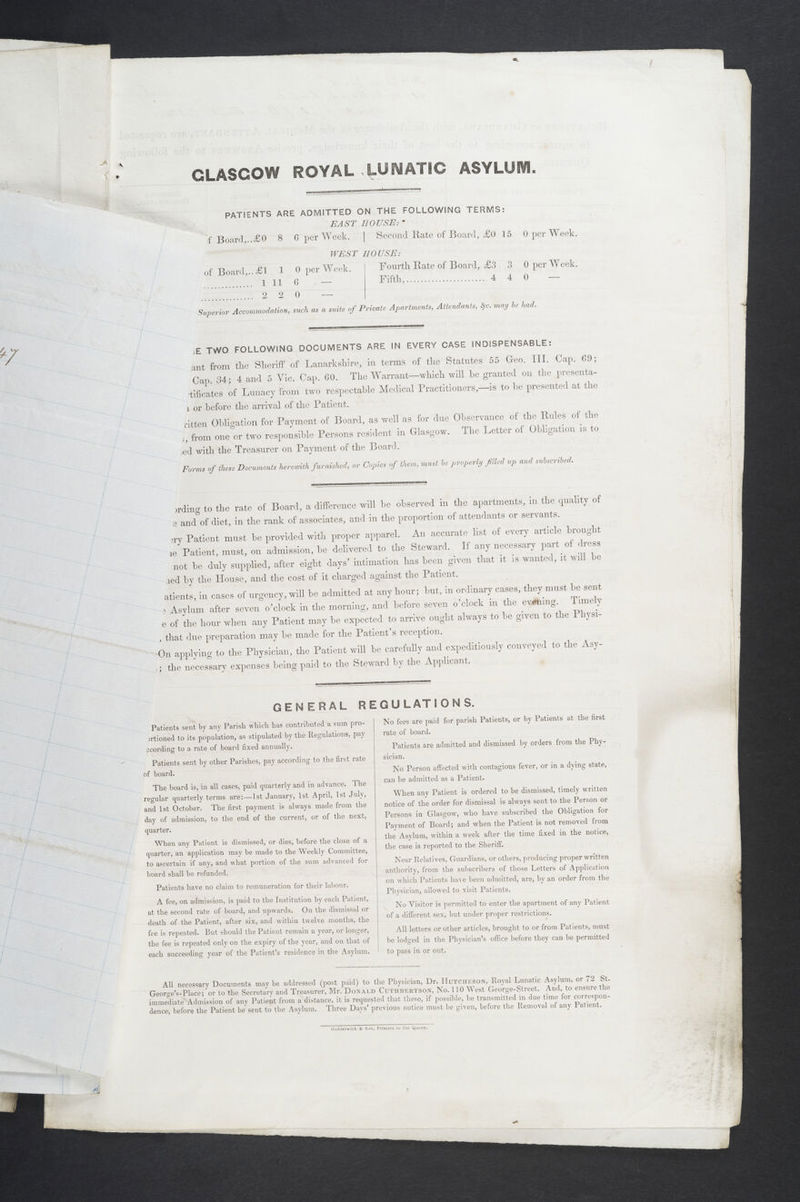 GLASGOW ROYAL LUNATIC ASYLUM.
PATIENTS ARE ADMITTED ON THE FOLLOWING TERMS:
EAST HOUSE:*
f Board,...£0 8 6 per Week. | Second Rate of Board, £0 15 0 per Week.
WEST HOUSE:
of Board,..£1 1 0 per Week.
............... 1 11 6 —
............... 2 2 0 —
Fourth Rate of Board, £3 3 0 per Week.
Fifth,...................... 4 4 0 —
Superior Accommodation, such as a suite of Private Apartments, Attendants, &c. may be had.
E TWO FOLLOWING DOCUMENTS ARE IN EVERY CASE INDISPENSABLE:
ant from the Sheriff of Lanarkshire, in terms of the Statutes 55 Geo. III. Cap. 69;
Cap. 34; 4 and 5 Vic. Cap. 60. The Warrant—which will be granted on the presenta-
tificates of Lunacy from two respectable Medical Practitioners,—is to be presented at the
or before the arrival of the Patient.
ritten Obligation for Payment of Board, as well as for due Observance of the Rules of the
, from one or two responsible Persons resident in Glasgow. The Letter of Obligation is to
ed with the Treasurer on Payment of the Board.
Forms of these Documents herewith furnished, or Copies of them, must be properly filled up and subscribed.
ording to the rate of Board, a difference will be observed in the apartments, in the quality of
e and of diet, in the rank of associates, and in the proportion of attendants or servants.
ery Patient must be provided with proper apparel. An accurate list of every article brought
ie Patient, must, on admission, be delivered to the Steward. If any necessary part of dress
not be duly supplied, after eight days' intimation has been given that it is wanted, it will be
ied by the House, and the cost of it charged against the Patient.
atients, in cases of urgency, will be admitted at any hour; but, in ordinary cases, they must be sent
Asylum after seven o'clock in the morning, and before seven o'clock in the evening. Timely
e of the hour when any Patient may be expected to arrive ought always to be given to the Physi-
, that due preparation may be made for the Patient's reception.
On applying to the Physician, the Patient will be carefully and expeditiously conveyed to the Asy-
; the necessary expenses being paid to the Steward by the Applicant.
GENERAL REGULATIONS.
Patients sent by any Parish which has contributed a sum pro-
ortioned to its population, as stipulated by the Regulations, pay
ccording to a rate of board fixed annually.
Patients sent by other Parishes, pay according to the first rate
of board.
The board is, in all cases, paid quarterly and in advance. The
regular quarterly terms are:—1st January, 1st April, 1st July,
and 1st October. The first payment is always made from the
day of admission, to the end of the current, or of the next,
quarter.
When any Patient is dismissed, or dies, before the close of a
quarter, an application may be made to the Weekly Committee,
to ascertain if any, and what portion of the sum advanced for
board shall be refunded.
Patients have no claim to remuneration for their labour.
A fee, on admission, is paid to the Institution by each Patient,
at the second rate of board, and upwards. On the dismissal or
death of the Patient, after six, and within twelve months, the
fee is repeated. But should the Patient remain a year, or longer,
the fee is repeated only on the expiry of the year, and on that of
each succeeding year of the Patient's residence in the Asylum.
No fees are paid for parish Patients, or by Patients at the first
rate of board.
Patients are admitted and dismissed by orders from the Phy-
sician.
No Person affected with contagious fever, or in a dying state,
can be admitted as a Patient.
When any Patient is ordered to be dismissed, timely written
notice of the order for dismissal is always sent to the Person or
Persons in Glasgow, who have subscribed the Obligation for
Payment of Board; and when the Patient is not removed from
the Asylum, within a week after the time fixed in the notice,
the case is reported to the Sheriff.
Near Relatives, Guardians, or others, producing proper written
authority, from the subscribers of those Letters of Application
on which Patients have been admitted, are, by an order from the
Physician, allowed to visit Patients.
No Visitor is permitted to enter the apartment of any Patient
of a different sex, but under proper restrictions.
All letters or other articles, brought to or from Patients, must
be lodged in the Physician's office before they can be permitted
to pass in or out.
All necessary Documents may be addressed (post paid) to the Physician, Dr. HUTCHESON, Royal Lunatic Asylum, or 72 St.
George's-Place; or to the Secretary and Treasurer, Mr. DONALD CUTHBERTSON, No. 110 West George-Street. And, to ensure the
immediate Admission of any Patient from a distance, it is requested that these, if possible, be transmitted in due time for correspon-
dence, before the Patient be sent to the Asylum. Three Days' previous notice must be given, before the Removal of any Patient.
47